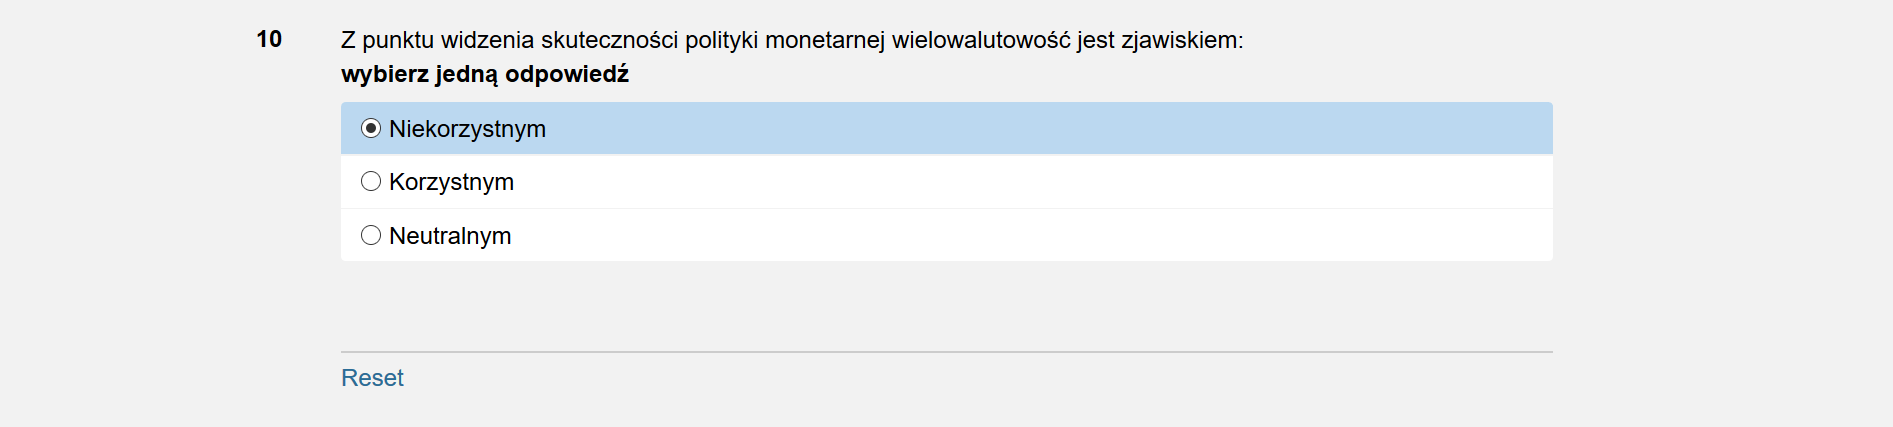 10 Z punktu widzenia skuteczności polityki monetarnej wielowalutowość jest zjawiskiem:
wybierz jedną odpowiedź
Niekorzystnym
Korzystnym
Neutralnym
Reset